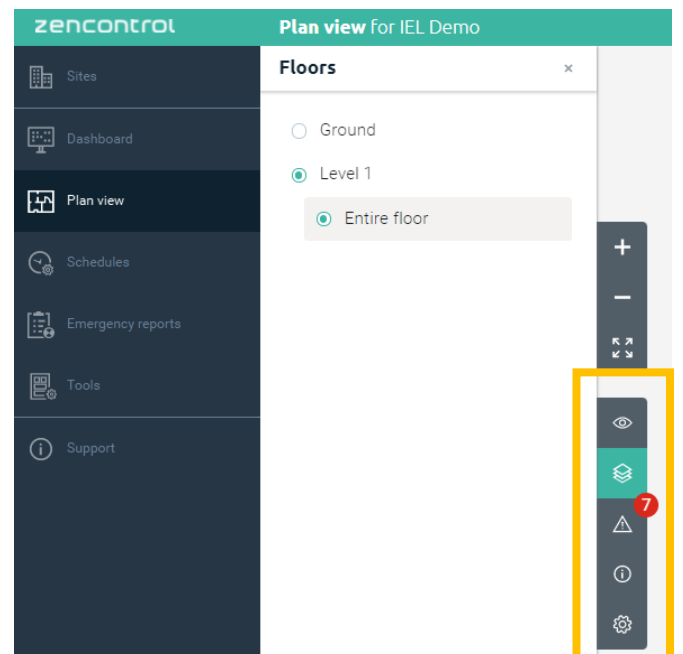 zencontrol
Plan view for IEL Demo
Sites
Dashboard
Plan view
Schedules
Emergency reports
Tools
Support
Floors
Ground
Level 1
Entire floor
7